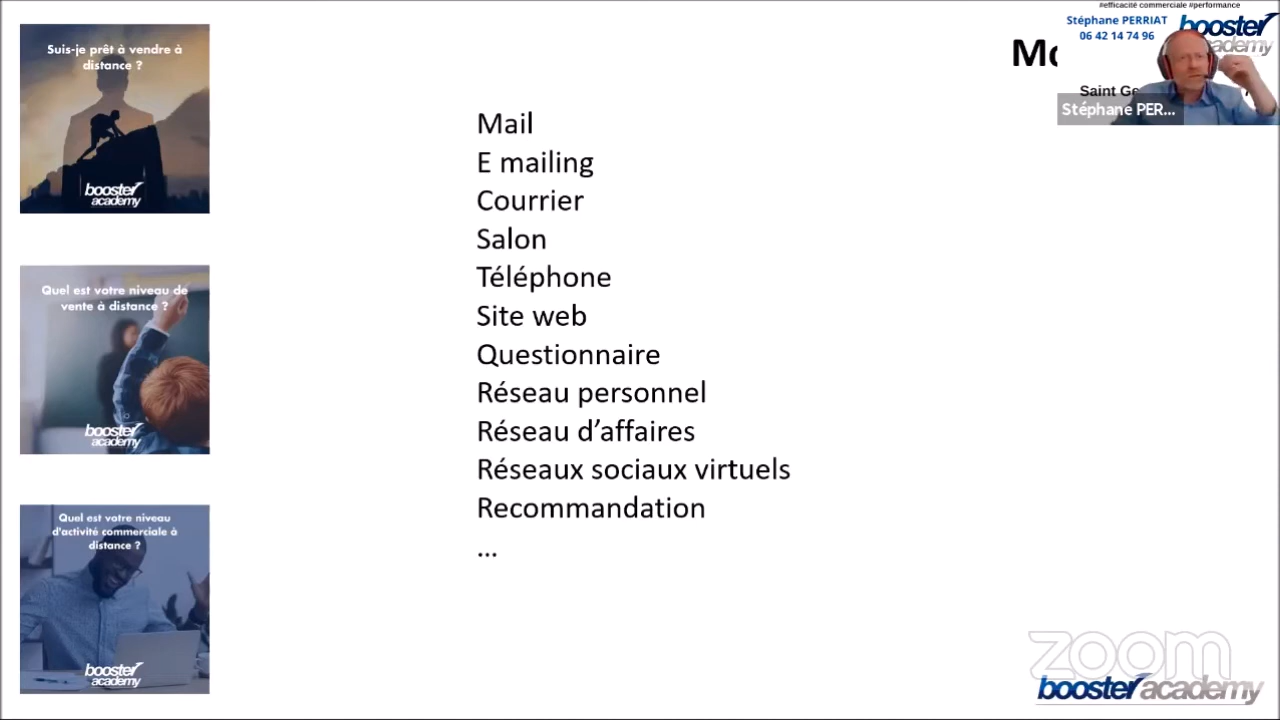 Suis-je prêt à vendre à
distance ?
booster
academy
Quel est votre niveau de
vente à distance ?
booster
academy
Quel est votre niveau
d'activité commerciale à
distance ?
booster
academy
Mail
E mailing
Courrier
Salon
Téléphone
Site web
Questionnaire
Réseau personnel
Réseau d’affaires
Réseaux sociaux virtuels
Recommandation
...
#efficacité commerciale #performance
Stéphane PERRIAT
06 42 14 74 96
booster
academy
Saint
Stéphane PER...
zoom
booster academy